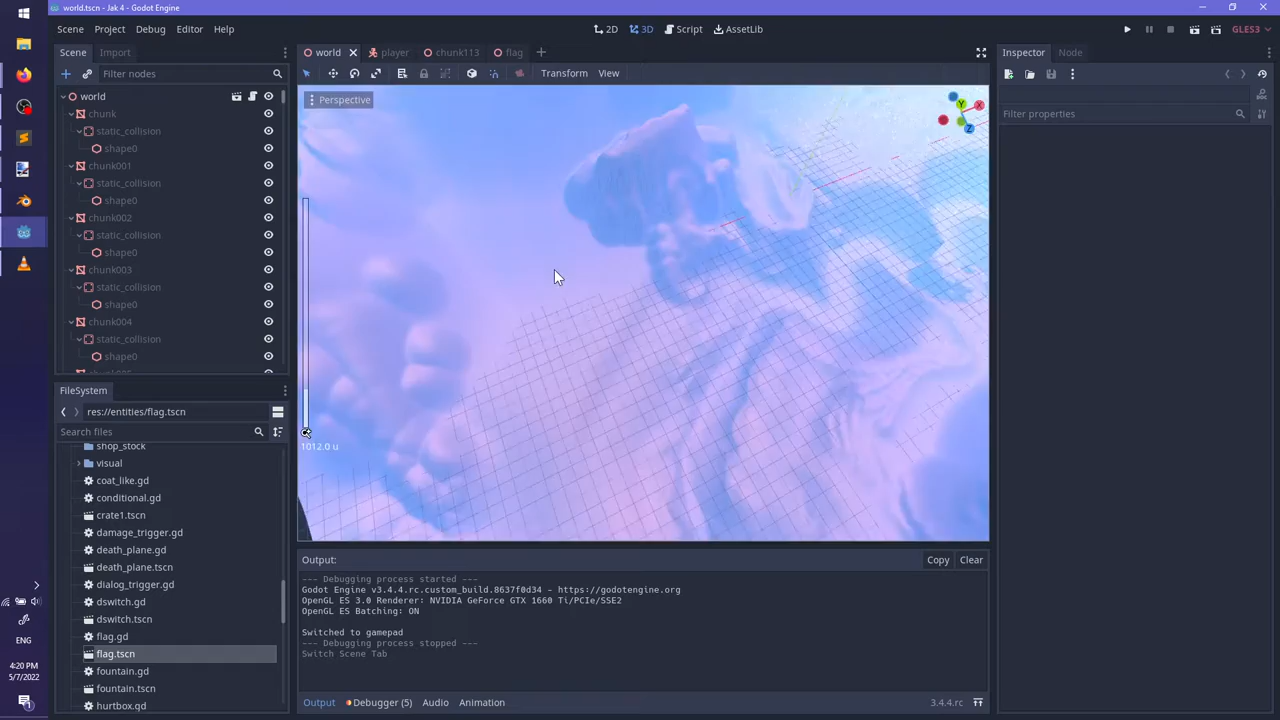 world.tscn - Jak 4 - Godot Engine
Scene Project Debug Editor Help
2D 3D Script AssetLib
GLES3
Scene Import
world player chunk113 flag
Inspector Node
Filter nodes
Transform View
Perspective
Y X Z
Filter properties
world
chunk
static_collision
shape0
chunk001
static_collision
shape0
chunk002
static_collision
shape0
chunk003
static_collision
shape0
chunk004
static_collision
shape0
1012.0 u
FileSystem
res://entities/flag.tscn
Search files
shop_stock
visual
coat_like.gd
conditional.gd
crate1.tscn
damage_trigger.gd
death_plane.gd
death_plane.tscn
dialog_trigger.gd
dswitch.gd
dswitch.tscn
flag.gd
flag.tscn
fountain.gd
fountain.tscn
hurtbox.gd
Output:
Copy Clear
--- Debugging process started ---
Godot Engine v3.4.4.rc.custom_build.8637f0d34 - https://godotengine.org
OpenGL ES 3.0 Renderer: NVIDIA GeForce GTX 1660 Ti/PCIe/SSE2
OpenGL ES Batching: ON
Switched to gamepad
--- Debugging process stopped ---
Switch Scene Tab
Output Debugger (5) Audio Animation
3.4.4.rc
ENG
4:20 PM
5/7/2022